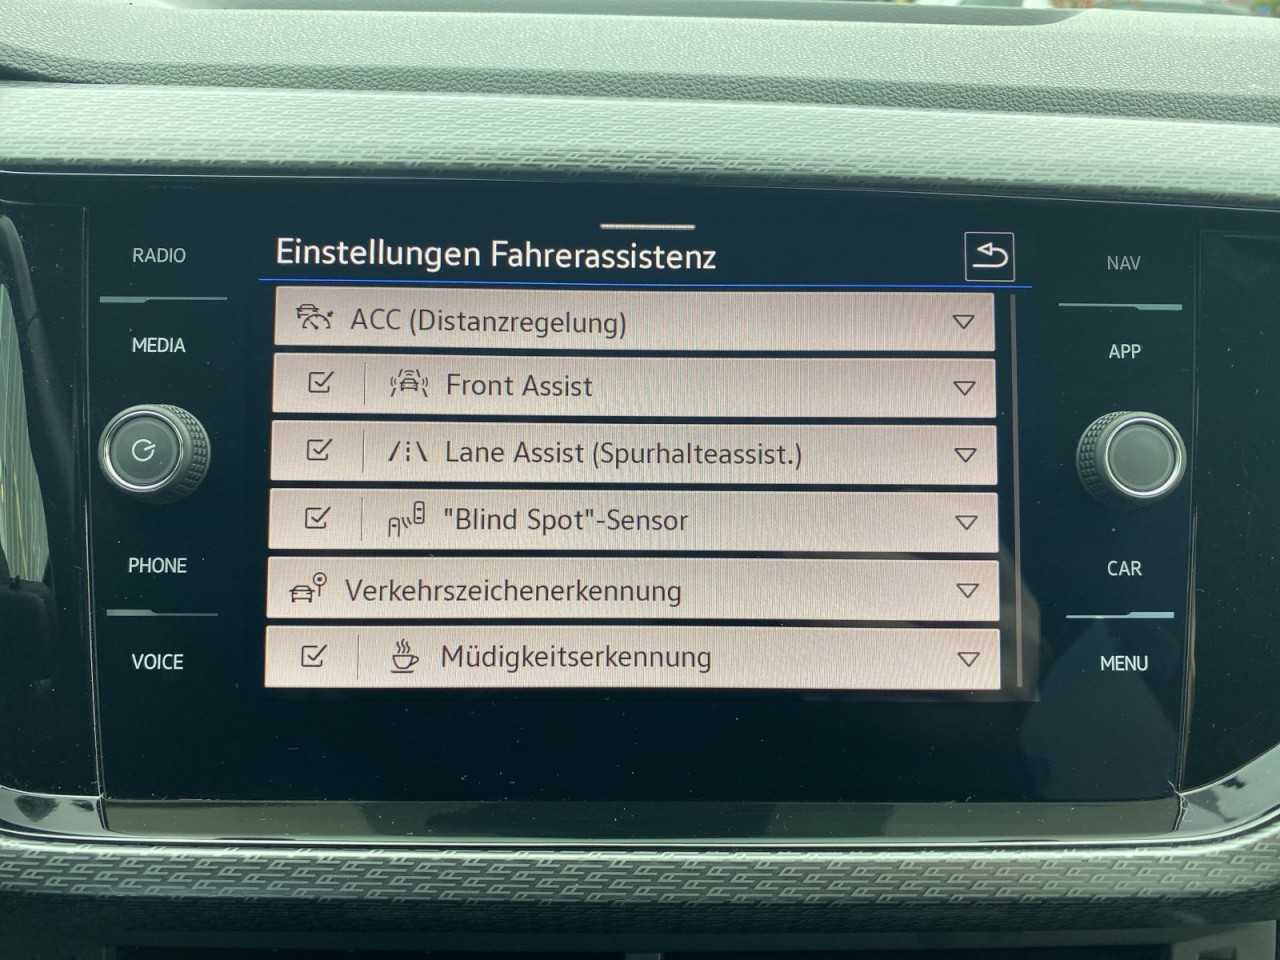 Einstellungen Fahrerassistenz
RADIO
MEDIA
PHONE
VOICE
ACC (Distanzregelung)
Front Assist
Lane Assist (Spurhalteassist.)
"Blind Spot"-Sensor
Verkehrszeichenerkennung
Müdigkeitserkennung
NAV
APP
CAR
MENU